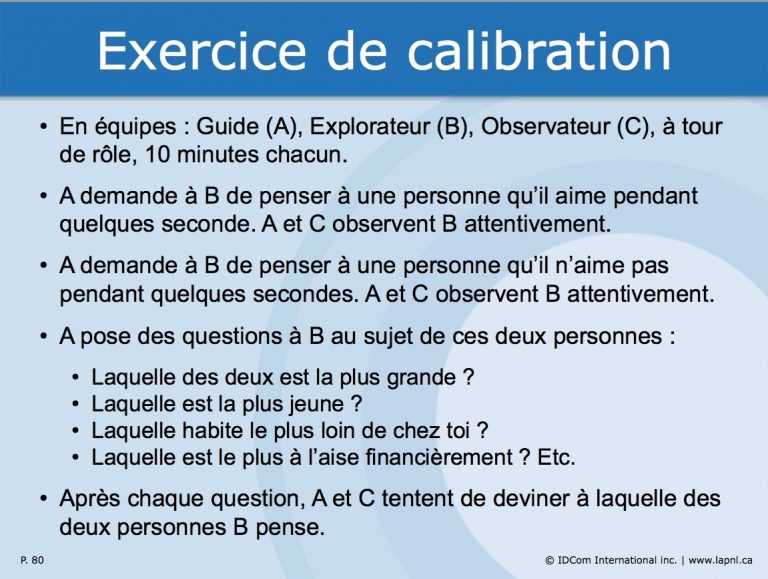 Exercice de calibration
• En équipes : Guide (A), Explorateur (B), Observateur (C), à tour
de rôle, 10 minutes chacun.
• A demande à B de penser à une personne qu’il aime pendant
quelques seconde. A et C observent B attentivement.
• A demande à B de penser à une personne qu’il n’aime pas
pendant quelques secondes. A et C observent B attentivement.
• A pose des questions à B au sujet de ces deux personnes :
• Laquelle des deux est la plus grande ?
• Laquelle est la plus jeune ?
• Laquelle habite le plus loin de chez toi ?
• Laquelle est le plus à l’aise financièrement ? Etc.
• Après chaque question, A et C tentent de deviner à laquelle des
deux personnes B pense.
P. 80
© IDCom International inc. | www.lapnl.ca